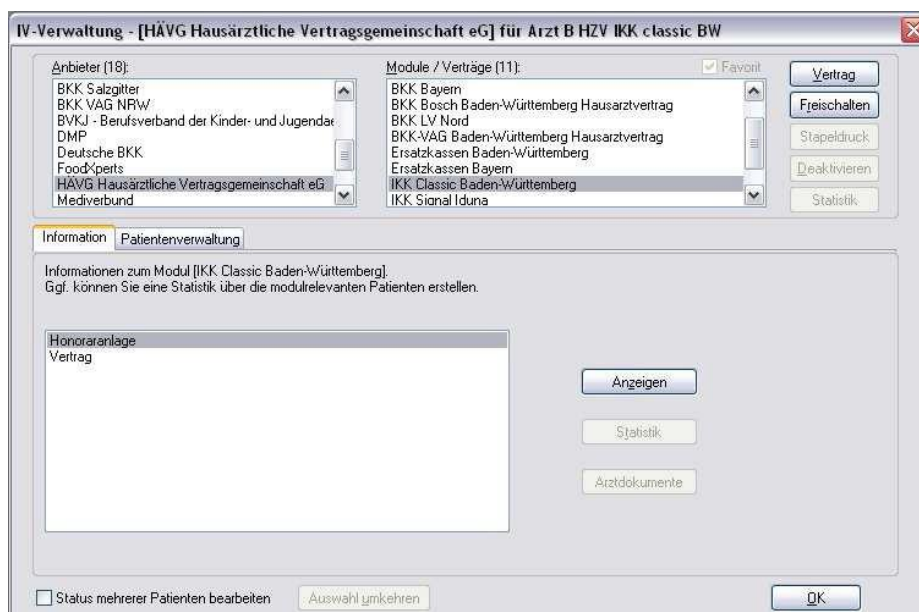 IV-Verwaltung - [HÄVG Hausärztliche Vertragsgemeinschaft eG] für Arzt B HZV IKK classic BW
Anbieter (18):
BKK Salzgitter
BKK VAG NRW
BVKJ - Berufsverband der Kinder- und Jugendae
DMP
Deutsche BKK
FoodXperts
HÄVG Hausärztliche Vertragsgemeinschaft eG
Mediverbund
Module / Verträge (11):
Favorit
BKK Bayern
BKK Bosch Baden-Württemberg Hausarztvertrag
BKK LV Nord
BKK-VAG Baden-Württemberg Hausarztvertrag
Ersatzkassen Baden-Württemberg
Ersatzkassen Bayern
IKK Classic Baden-Württemberg
IKK Signal Iduna
Vertrag
Freischalten
Stapeldruck
Deaktivieren
Statistik
Information
Patientenverwaltung
Informationen zum Modul [IKK Classic Baden-Württemberg].
Ggf. können Sie eine Statistik über die modulrelevanten Patienten erstellen.
Honoraranlage
Vertrag
Anzeigen
Statistik
Arztdokumente
Status mehrerer Patienten bearbeiten
Auswahl umkehren
OK